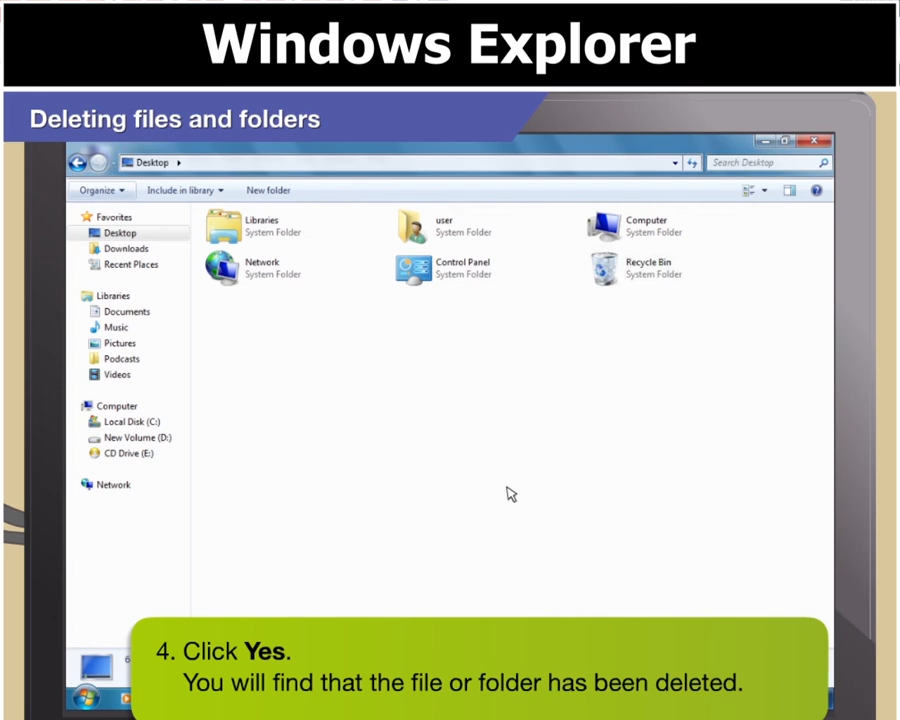 Windows Explorer
Deleting files and folders
Desktop
Search Desktop
Organize Include in library New folder
Favorites
Desktop
Downloads
Recent Places
Libraries
Documents
Music
Pictures
Podcasts
Videos
Computer
Local Disk (C:)
New Volume (D:)
CD Drive (E:)
Network
Libraries
System Folder
user
System Folder
Computer
System Folder
Network
System Folder
Control Panel
System Folder
Recycle Bin
System Folder
6
4. Click Yes.
You will find that the file or folder has been deleted.